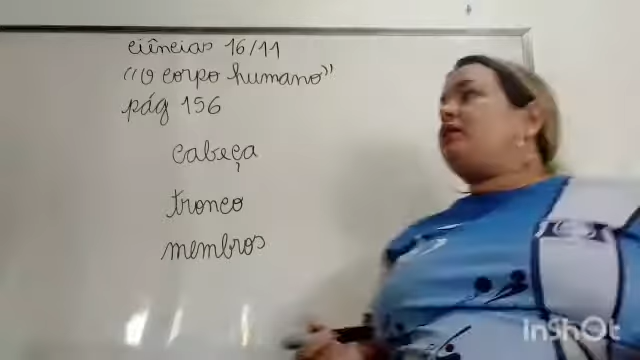 ciências 16/11
"O corpo humano"
pág 156
cabeça
tronco
membros
InShOt